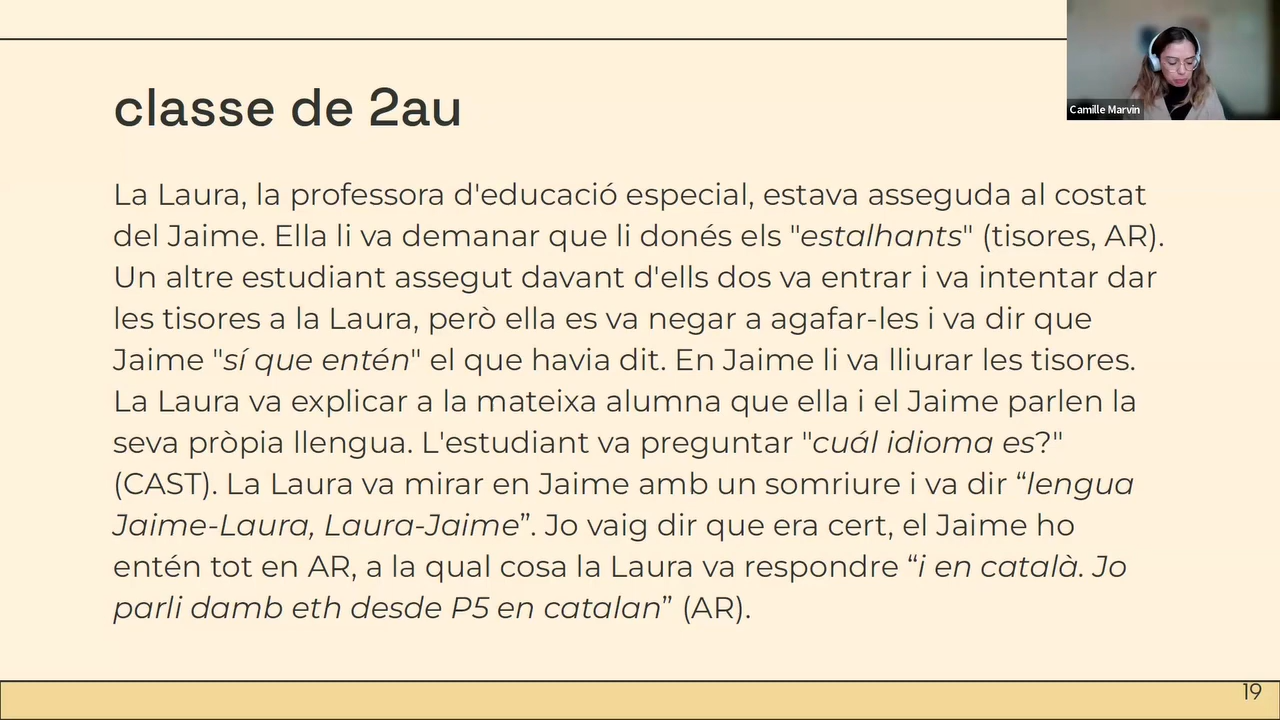 Camille Marvin
classe de 2au
La Laura, la professora d'educació especial, estava asseguda al costat
del Jaime. Ella li va demanar que li donés els "estalhants" (tisores, AR).
Un altre estudiant assegut davant d'ells dos va entrar i va intentar dar
les tisores a la Laura, però ella es va negar a agafar-les i va dir que
Jaime "sí que entén" el que havia dit. En Jaime li va lliurar les tisores.
La Laura va explicar a la mateixa alumna que ella i el Jaime parlen la
seva pròpia llengua. L'estudiant va preguntar "cuál idioma es?"
(CAST). La Laura va mirar en Jaime amb un somriure i va dir “lengua
Jaime-Laura, Laura-Jaime”. Jo vaig dir que era cert, el Jaime ho
entén tot en AR, a la qual cosa la Laura va respondre “i en català. Jo
parli damb eth desde P5 en catalan” (AR).
19